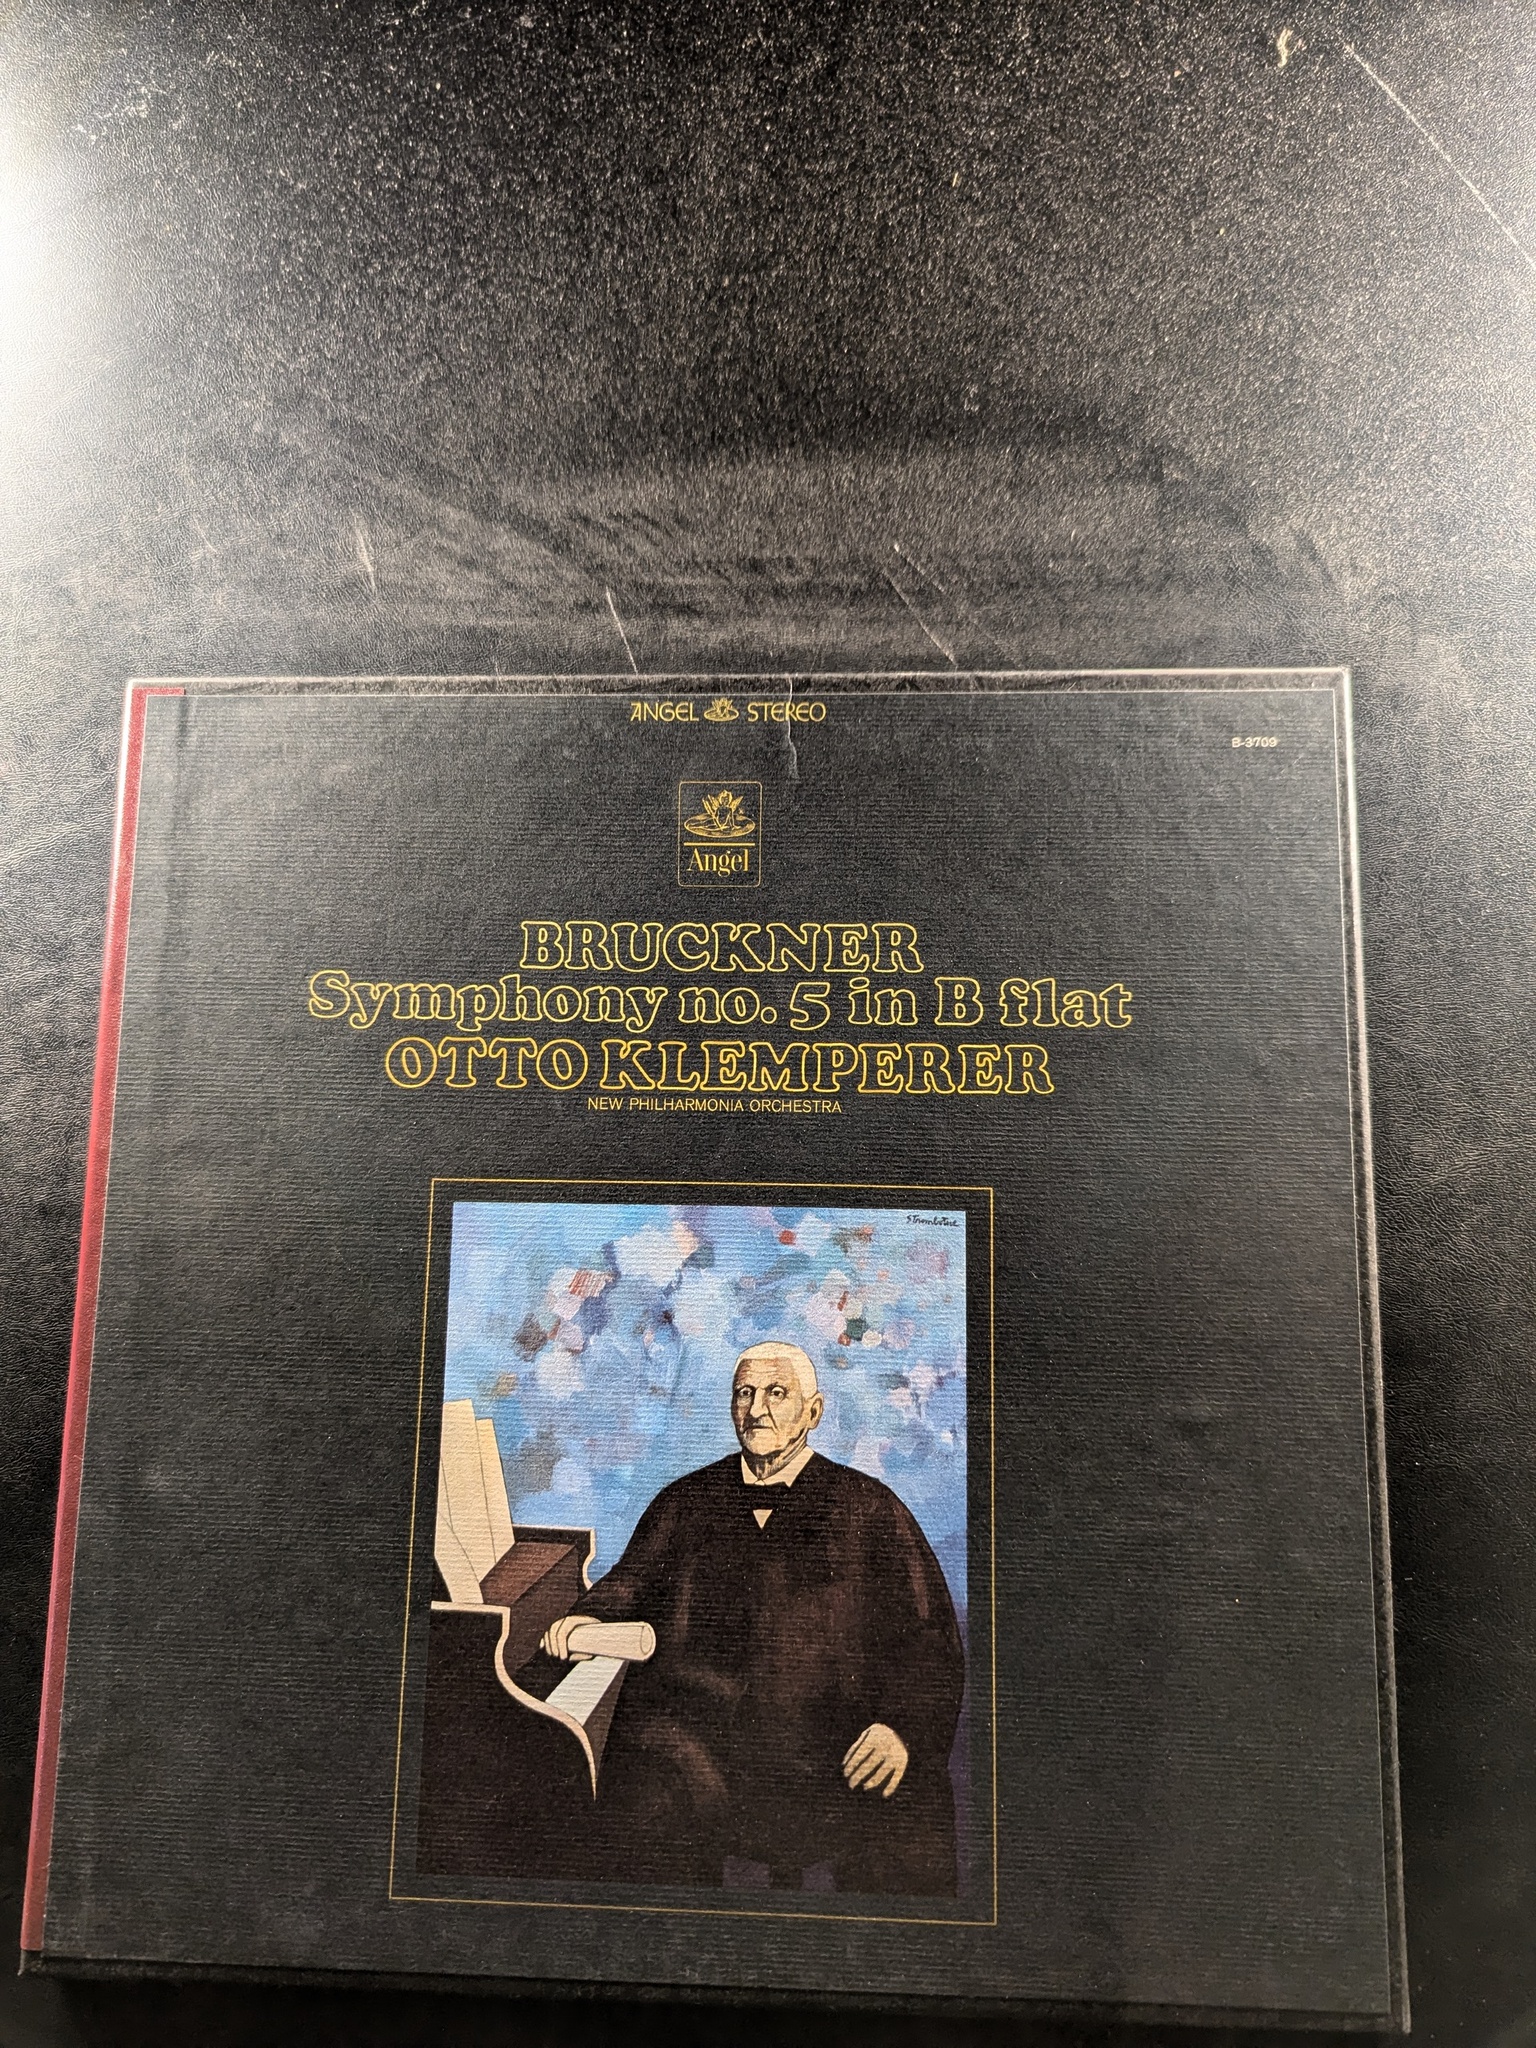 ANGEL STEREO
B-3709
Angel
BRUCKNER
Symphony no. 5 in B flat
OTTO KLEMPERER
NEW PHILHARMONIA ORCHESTRA